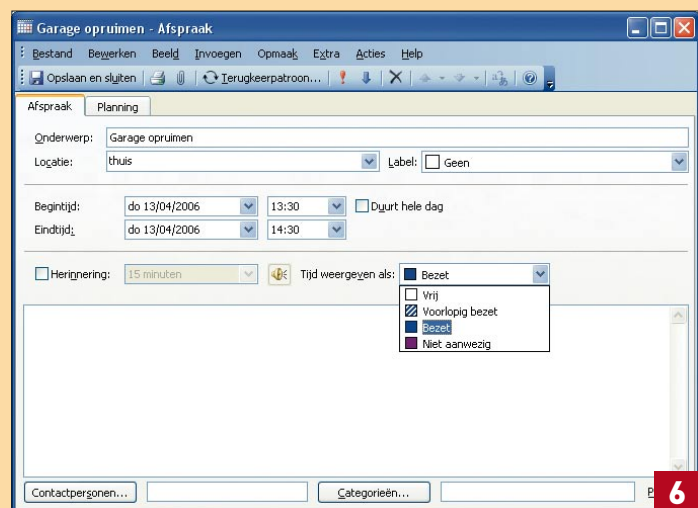 Garage opruimen - Afspraak
Bestand Bewerken Beeld Invoegen Opmaak Extra Acties Help
Opslaan en sluiten Terugkeerpatroon...
Afspraak Planning
Onderwerp: Garage opruimen
Locatie: thuis Label: Geen
Begintijd: do 13/04/2006 13:30 Duurt hele dag
Eindtijd: do 13/04/2006 14:30
Herinnering: 15 minuten Tijd weergeven als: Bezet
Vrij
Voorlopig bezet
Bezet
Niet aanwezig
Contactpersonen... Categorieën...
6